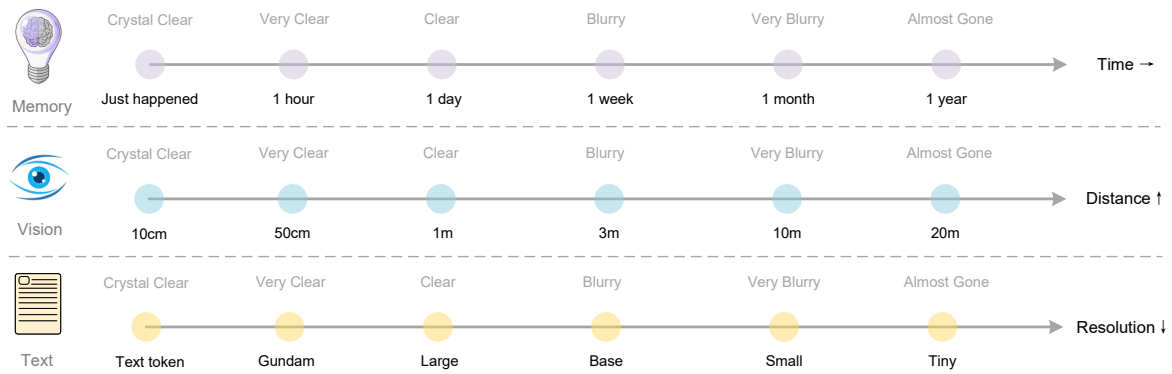 Crystal Clear Very Clear Clear Blurry Very Blurry Almost Gone
Time →
Just happened 1 hour 1 day 1 week 1 month 1 year
Memory
Crystal Clear Very Clear Clear Blurry Very Blurry Almost Gone
Distance ↑
Vision
10cm 50cm 1m 3m 10m 20m
Crystal Clear Very Clear Clear Blurry Very Blurry Almost Gone
Resolution ↓
Text
Text token Gundam Large Base Small Tiny